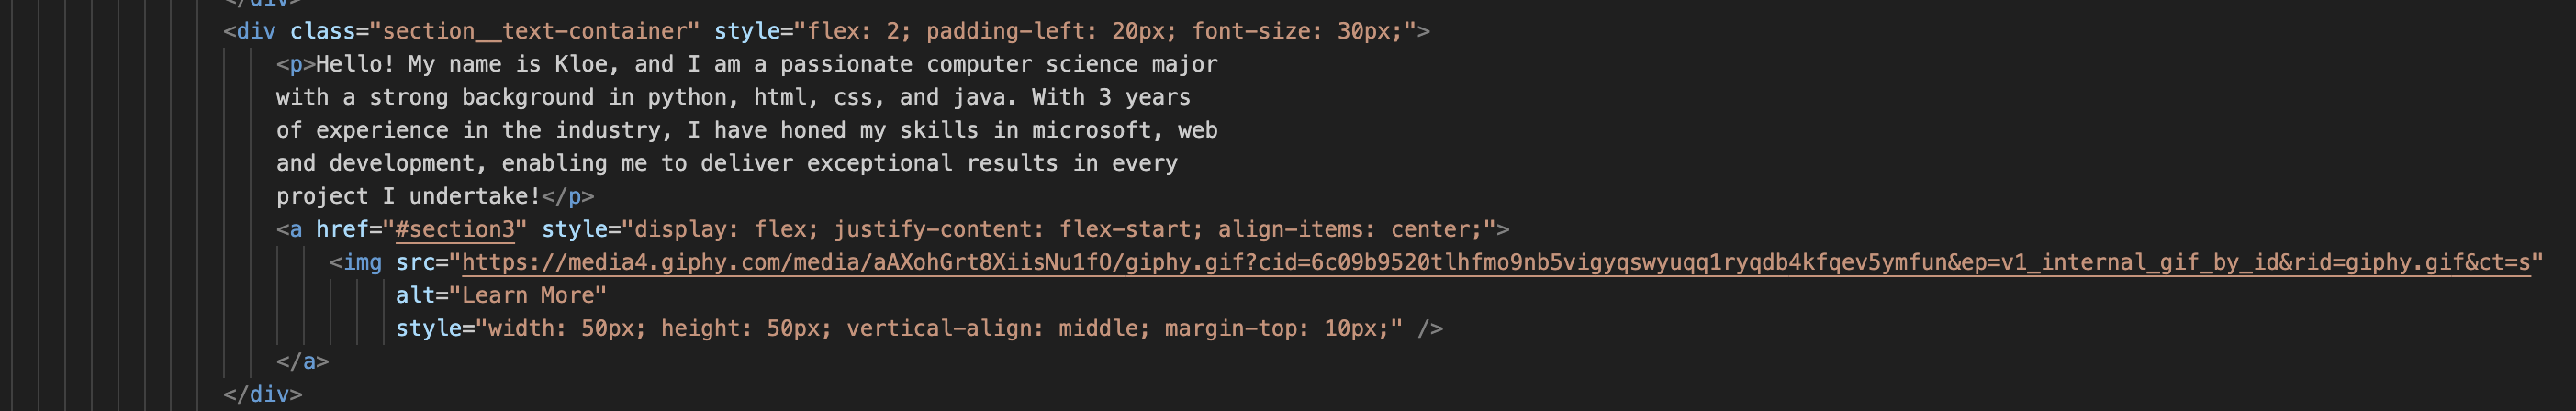 </div>
<div class="section__text-container" style="flex: 2; padding-left: 20px; font-size: 30px;">
<p>Hello! My name is Kloe, and I am a passionate computer science major
with a strong background in python, html, css, and java. With 3 years
of experience in the industry, I have honed my skills in microsoft, web
and development, enabling me to deliver exceptional results in every
project I undertake!</p>
<a href="#section3" style="display: flex; justify-content: flex-start; align-items: center;">
<img src="https://media4.giphy.com/media/aAXohGrt8XiisNu1fO/giphy.gif?cid=6c09b9520tlhfmo9nb5vigyqswyuqq1ryqdb4kfqev5ymfun&ep=v1_internal_gif_by_id&rid=giphy.gif&ct=s"
alt="Learn More"
style="width: 50px; height: 50px; vertical-align: middle; margin-top: 10px;" />
</a>
</div>